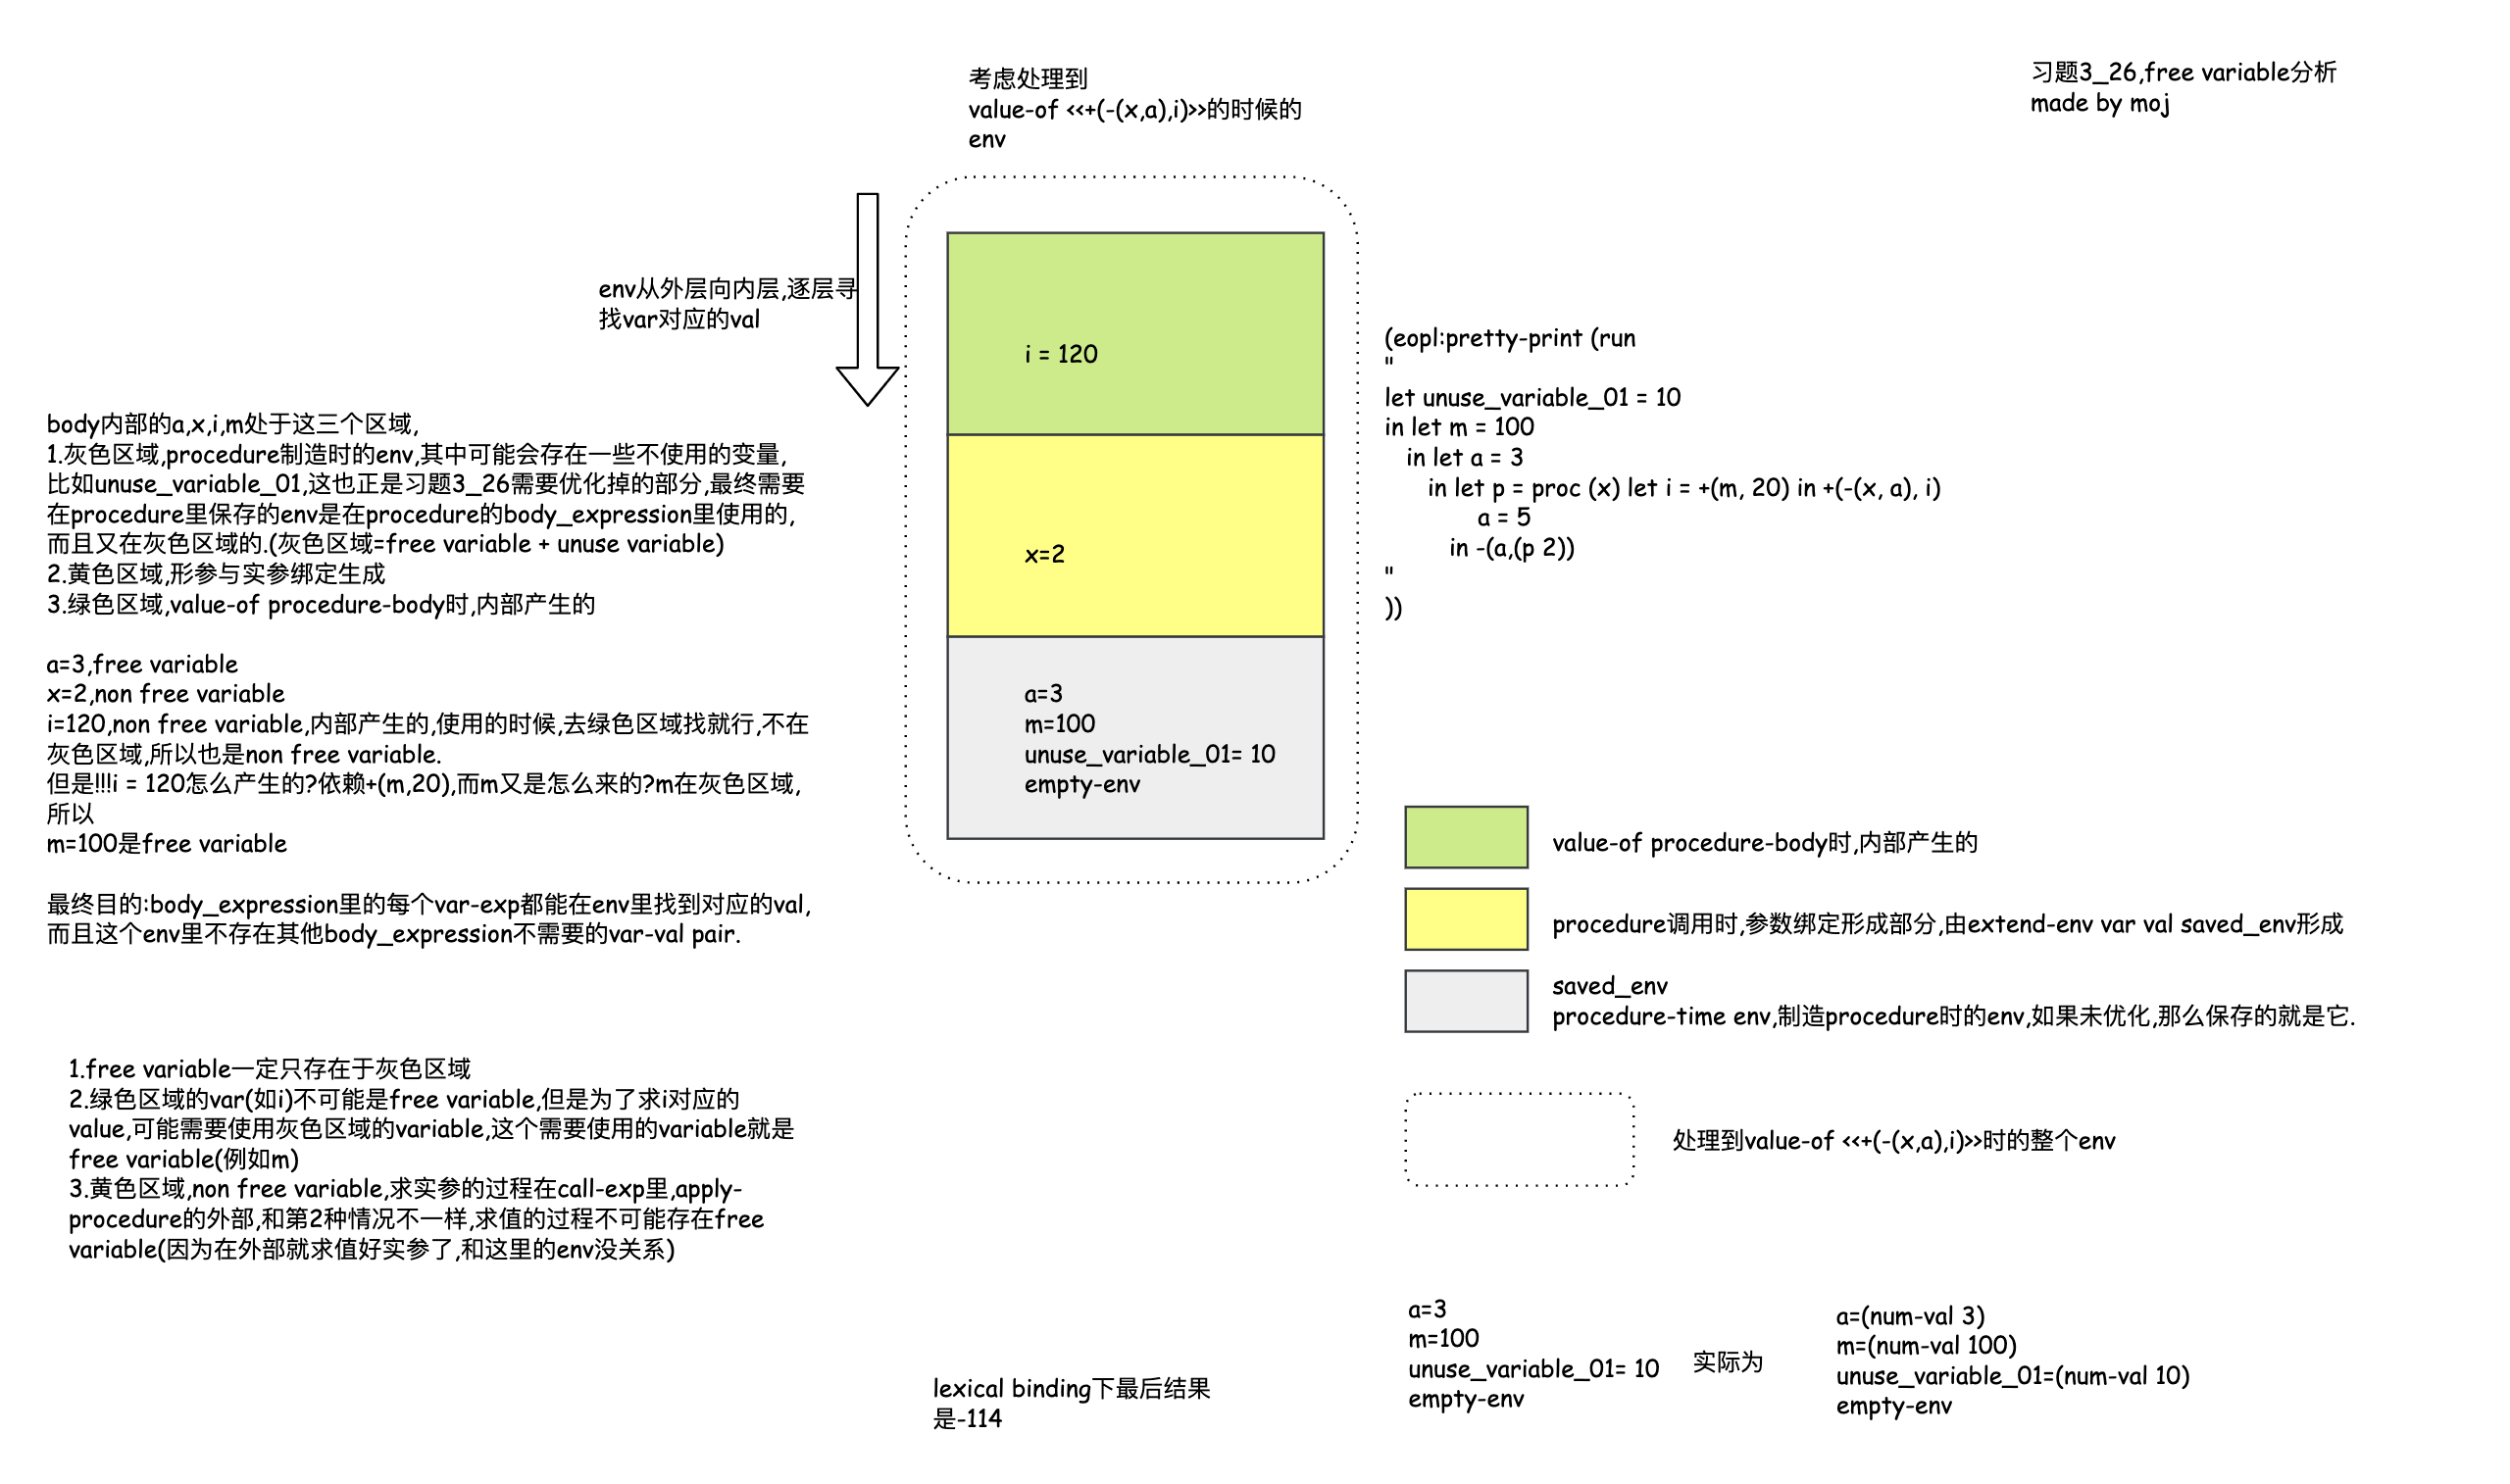 考虑处理到
value-of <<+(-(x,a),i)>>的时候的
env
习题3_26,free variable分析
made by moj
env从外层向内层,逐层寻
找var对应的val
i = 120
x=2
a=3
m=100
unuse_variable_01= 10
empty-env
(eopl:pretty-print (run
"
let unuse_variable_01 = 10
in let m = 100
in let a = 3
in let p = proc (x) let i = +(m, 20) in +(-(x, a), i)
a = 5
in -(a,(p 2))
"
))
body内部的a,x,i,m处于这三个区域,
1.灰色区域,procedure制造时的env,其中可能会存在一些不使用的变量,
比如unuse_variable_01,这也正是习题3_26需要优化掉的部分,最终需要
在procedure里保存的env是在procedure的body_expression里使用的,
而且又在灰色区域的.(灰色区域=free variable + unuse variable)
2.黄色区域,形参与实参绑定生成
3.绿色区域,value-of procedure-body时,内部产生的
a=3,free variable
x=2,non free variable
i=120,non free variable,内部产生的,使用的时候,去绿色区域找就行,不在
灰色区域,所以也是non free variable.
但是!!!i = 120怎么产生的?依赖+(m,20),而m又是怎么来的?m在灰色区域,
所以
m=100是free variable
最终目的:body_expression里的每个var-exp都能在env里找到对应的val,
而且这个env里不存在其他body_expression不需要的var-val pair.
value-of procedure-body时,内部产生的
procedure调用时,参数绑定形成部分,由extend-env var val saved_env形成
saved_env
procedure-time env,制造procedure时的env,如果未优化,那么保存的就是它.
处理到value-of <<+(-(x,a),i)>>时的整个env
1.free variable一定只存在于灰色区域
2.绿色区域的var(如i)不可能是free variable,但是为了求i对应的
value,可能需要使用灰色区域的variable,这个需要使用的variable就是
free variable(例如m)
3.黄色区域,non free variable,求实参的过程在call-exp里,apply-
procedure的外部,和第2种情况不一样,求值的过程不可能存在free
variable(因为在外部就求值好实参了,和这里的env没关系)
lexical binding下最后结果
是-114
a=3
m=100
unuse_variable_01= 10
empty-env
实际为
a=(num-val 3)
m=(num-val 100)
unuse_variable_01=(num-val 10)
empty-env